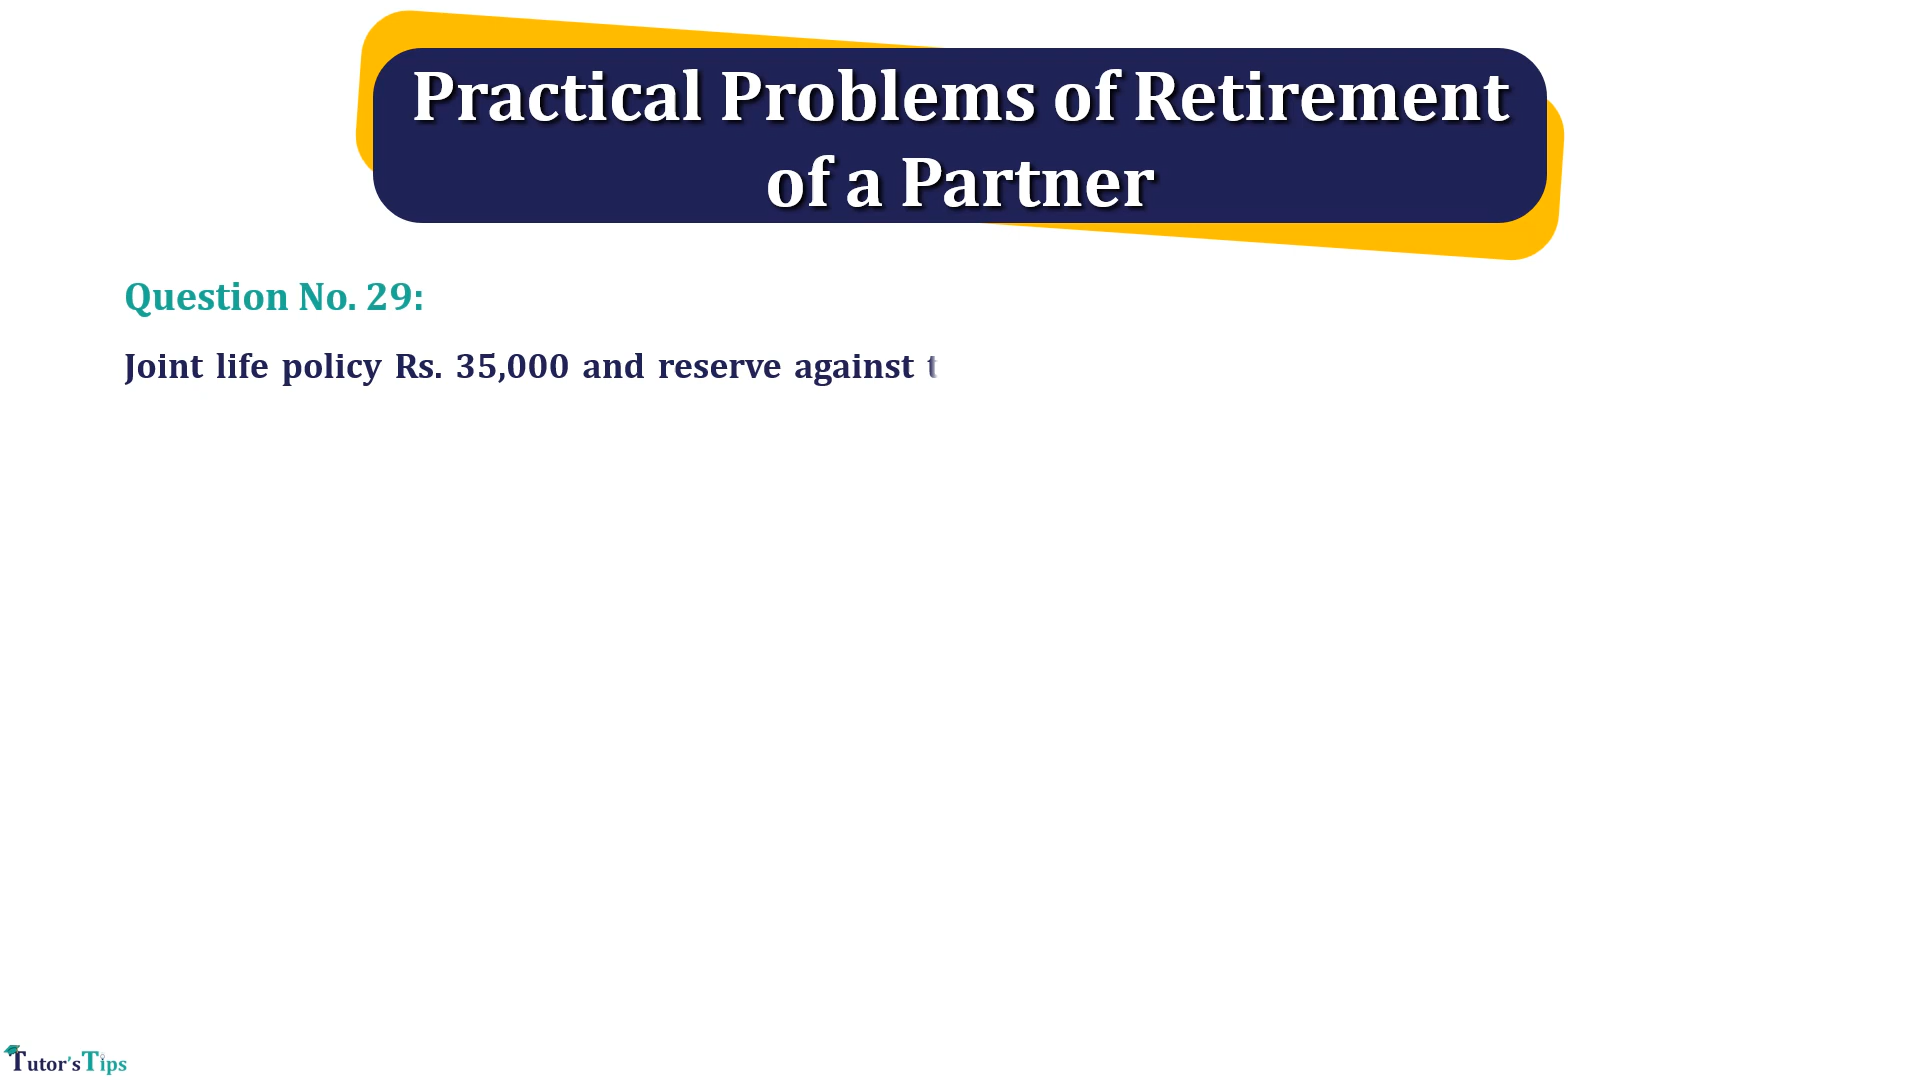 Practical Problems of Retirement
of a Partner
Question No. 29:
Joint life policy Rs. 35,000 and reserve against t
Tutor'sTips